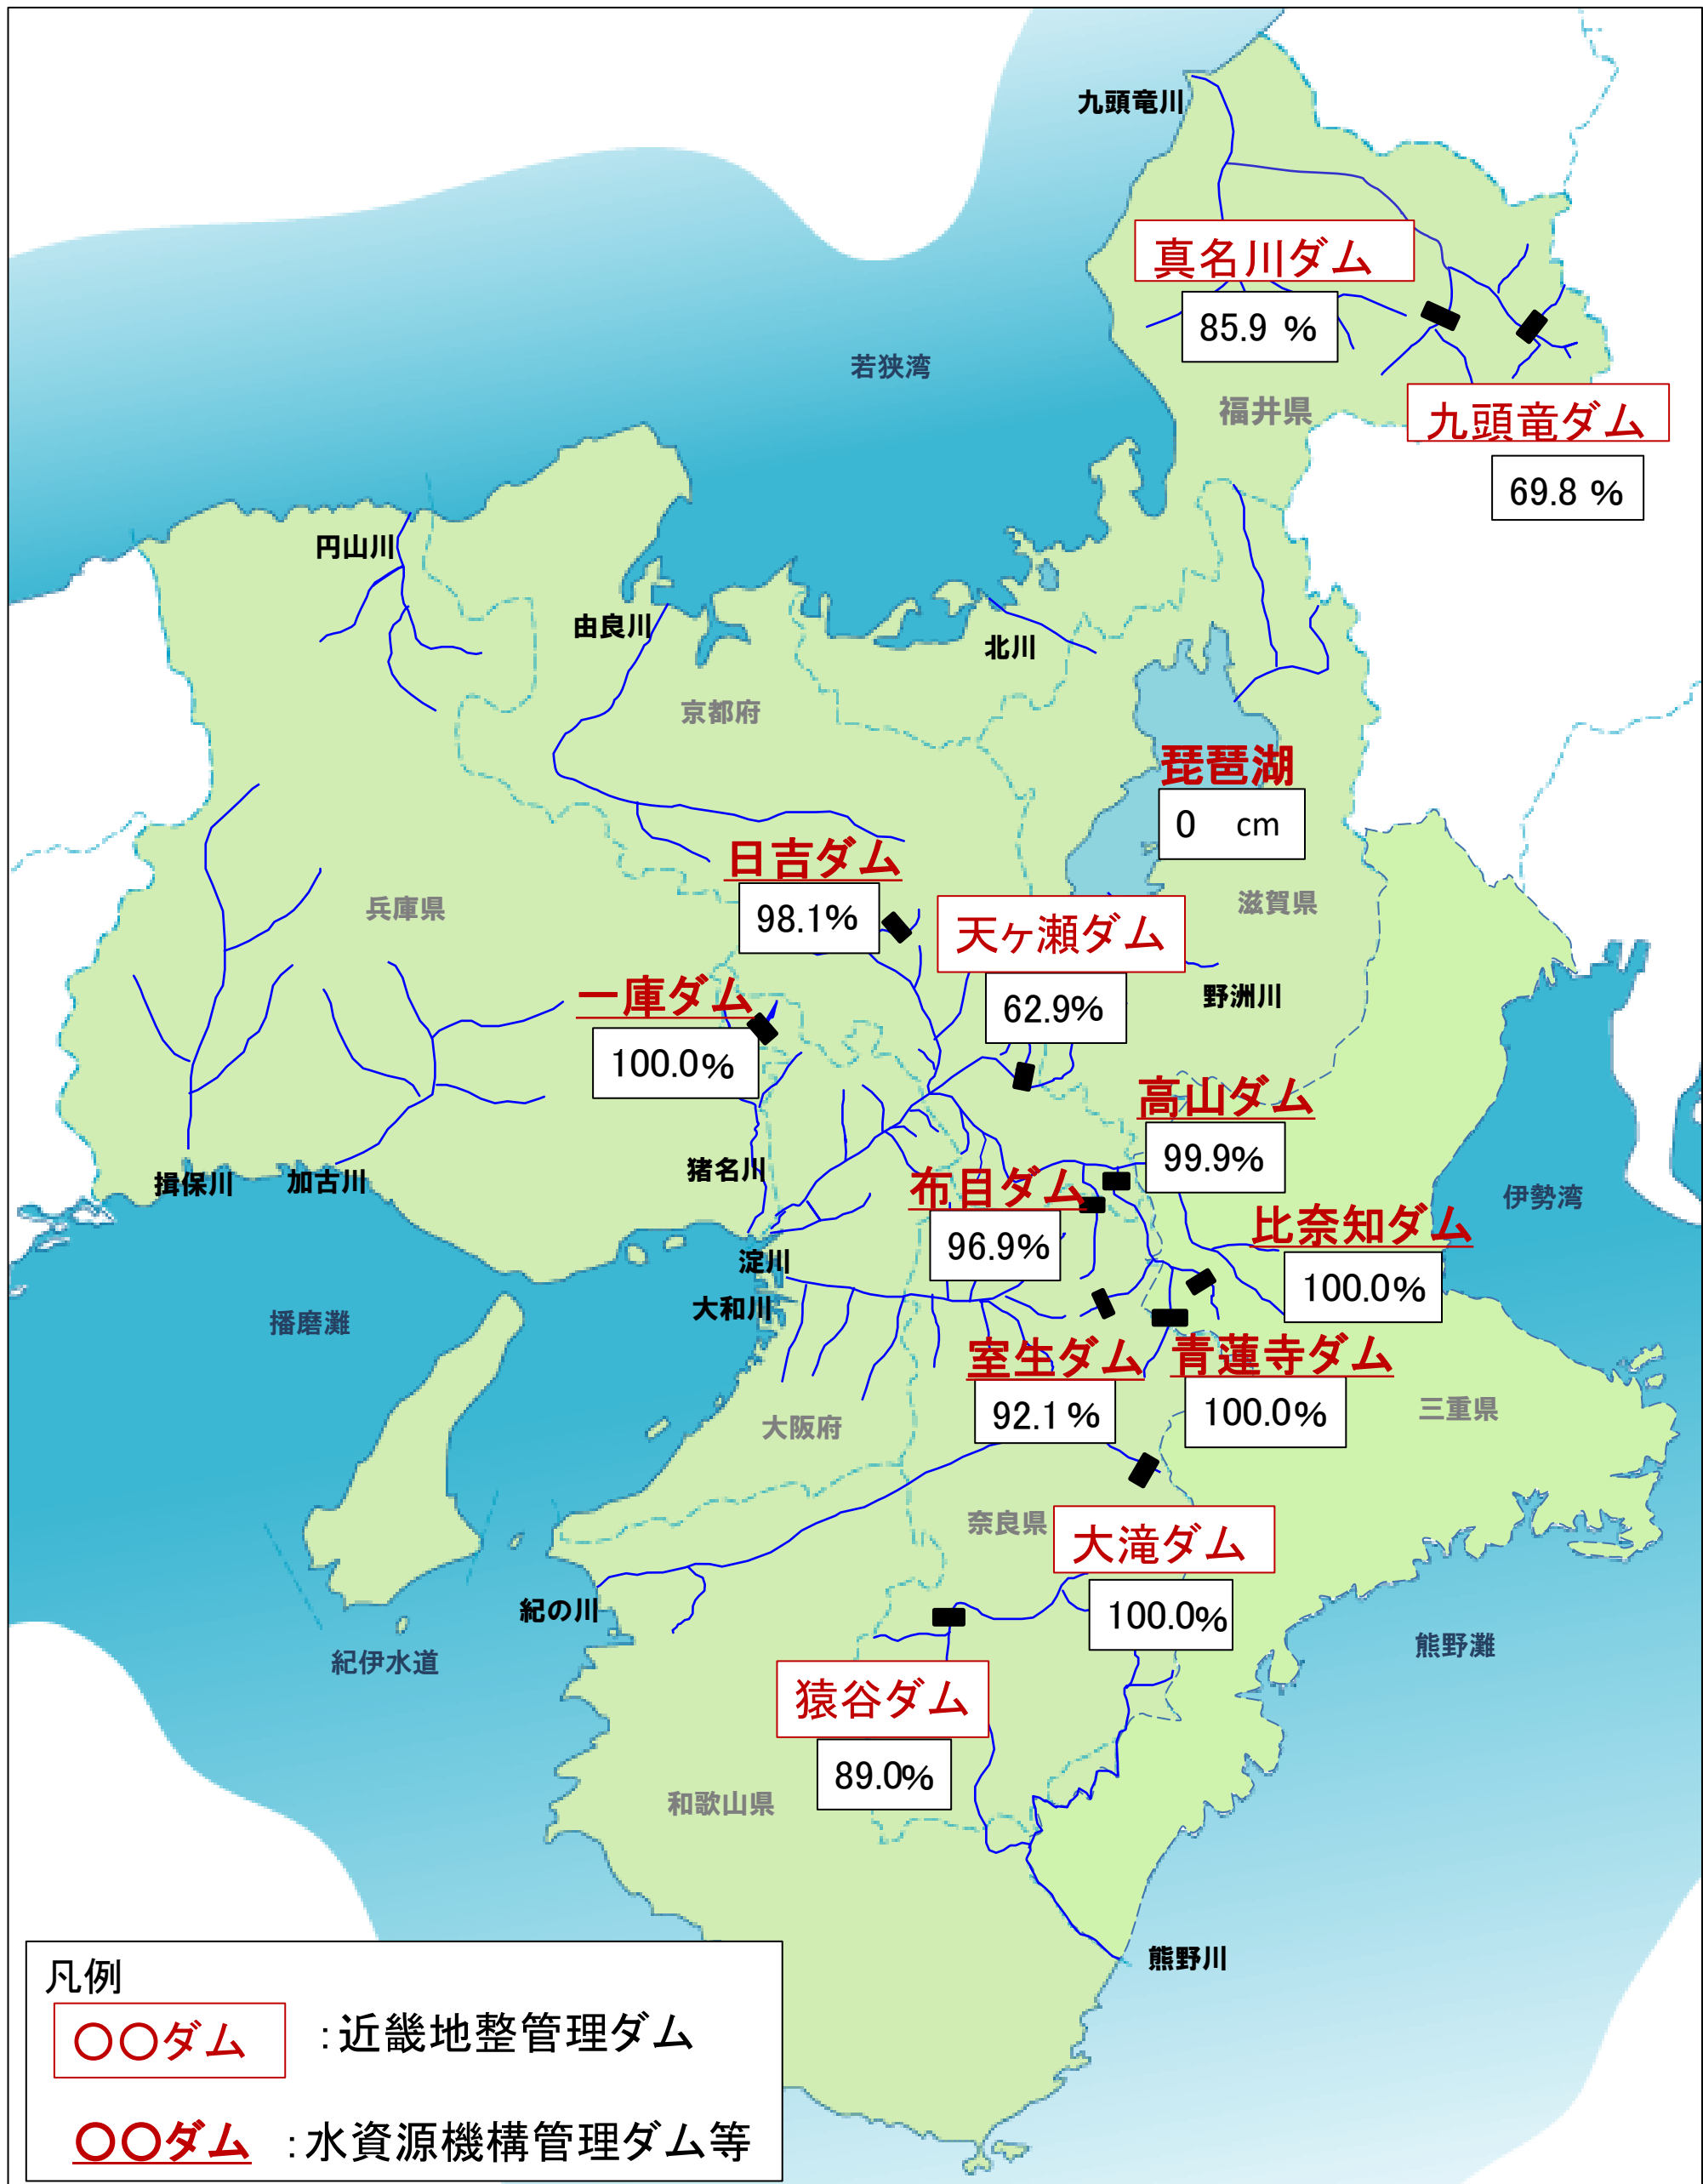 九頭竜川
真名川ダム
85.9 %
若狭湾
福井県
九頭竜ダム
69.8 %
円山川
由良川
北川
京都府
琵琶湖
0 cm
日吉ダム
98.1%
兵庫県
滋賀県
天ヶ瀬ダム
62.9%
一庫ダム
100.0%
野洲川
高山ダム
99.9%
猪名川
揖保川
加古川
布目ダム
96.9%
伊勢湾
比奈知ダム
100.0%
淀川
大和川
播磨灘
室生ダム
92.1%
青蓮寺ダム
100.0%
大阪府
三重県
奈良県
大滝ダム
100.0%
紀の川
紀伊水道
熊野灘
猿谷ダム
89.0%
和歌山県
熊野川
凡例
〇〇ダム :近畿地整管理ダム
〇〇ダム :水資源機構管理ダム等